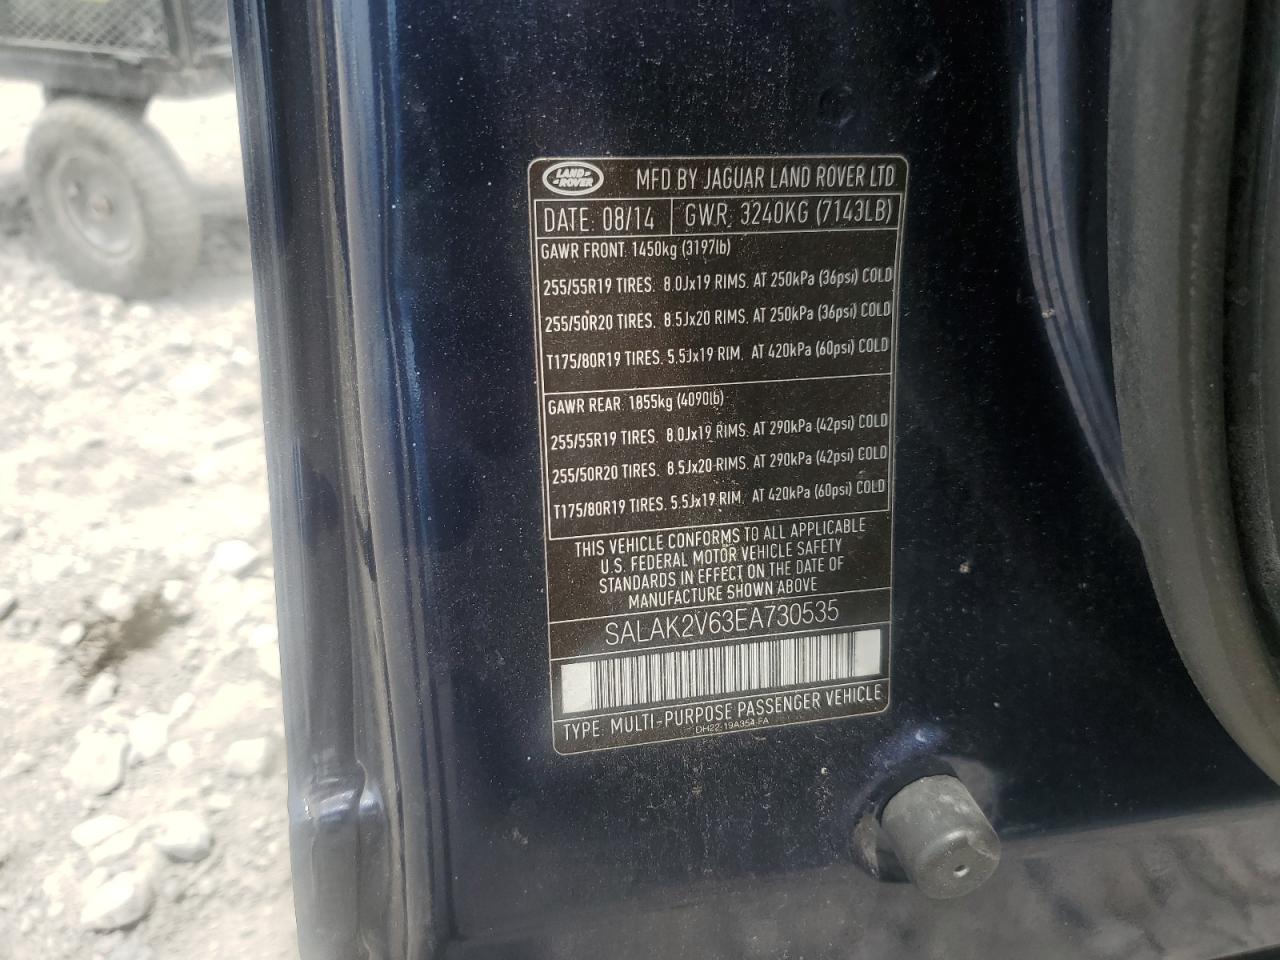 LAND ROVER
MFD BY JAGUAR LAND ROVER LTD
DATE: 08/14 GWR: 3240KG (7143LB)
GAWR FRONT: 1450kg (3197lb)
255/55R19 TIRES. 8.0Jx19 RIMS. AT 250kPa (36psi) COLD
255/50R20 TIRES. 8.5Jx20 RIMS. AT 250kPa (36psi) COLD
T175/80R19 TIRES. 5.5Jx19 RIM. AT 420kPa (60psi) COLD
GAWR REAR: 1855kg (4090lb)
255/55R19 TIRES. 8.0Jx19 RIMS. AT 290kPa (42psi) COLD
255/50R20 TIRES. 8.5Jx20 RIMS. AT 290kPa (42psi) COLD
T175/80R19 TIRES. 5.5Jx19 RIM. AT 420kPa (60psi) COLD
THIS VEHICLE CONFORMS TO ALL APPLICABLE
U.S. FEDERAL MOTOR VEHICLE SAFETY
STANDARDS IN EFFECT ON THE DATE OF
MANUFACTURE SHOWN ABOVE
SALAK2V63EA730535
TYPE: MULTI-PURPOSE PASSENGER VEHICLE
DH22-19A354-FA